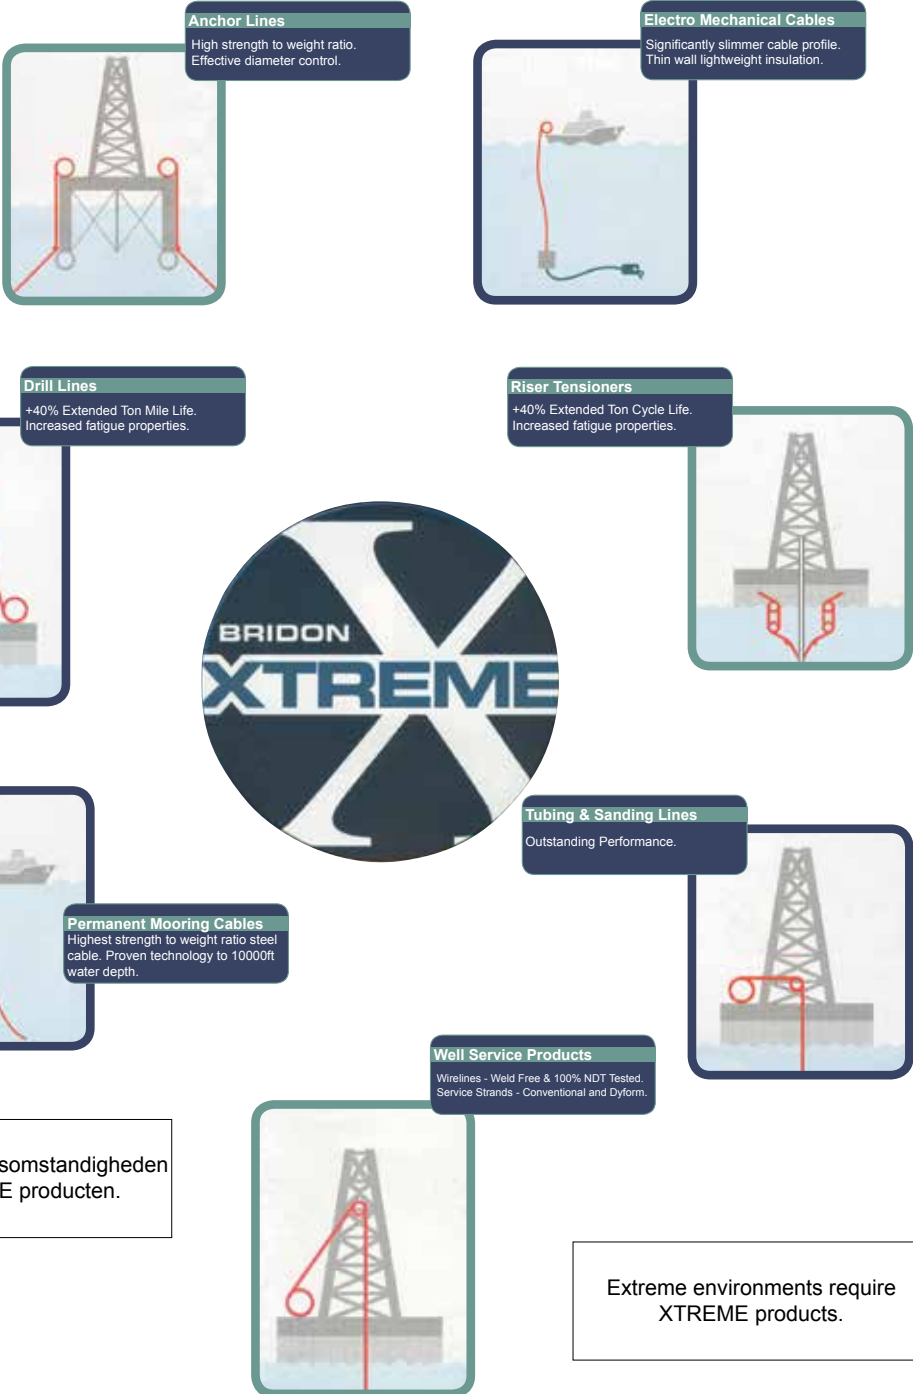 Anchor Lines
High strength to weight ratio.
Effective diameter control.
Electro Mechanical Cables
Significantly slimmer cable profile.
Thin wall lightweight insulation.
Drill Lines
+40% Extended Ton Mile Life.
Increased fatigue properties.
Riser Tensioners
+40% Extended Ton Cycle Life.
Increased fatigue properties.
X
BRIDON
XTREME
Tubing & Sanding Lines
Outstanding Performance.
Permanent Mooring Cables
Highest strength to weight ratio steel
cable. Proven technology to 10000ft
water depth.
Well Service Products
Wirelines - Weld Free & 100% NDT Tested.
Service Strands - Conventional and Dyform.
somstandigheden
E producten.
Extreme environments require
XTREME products.